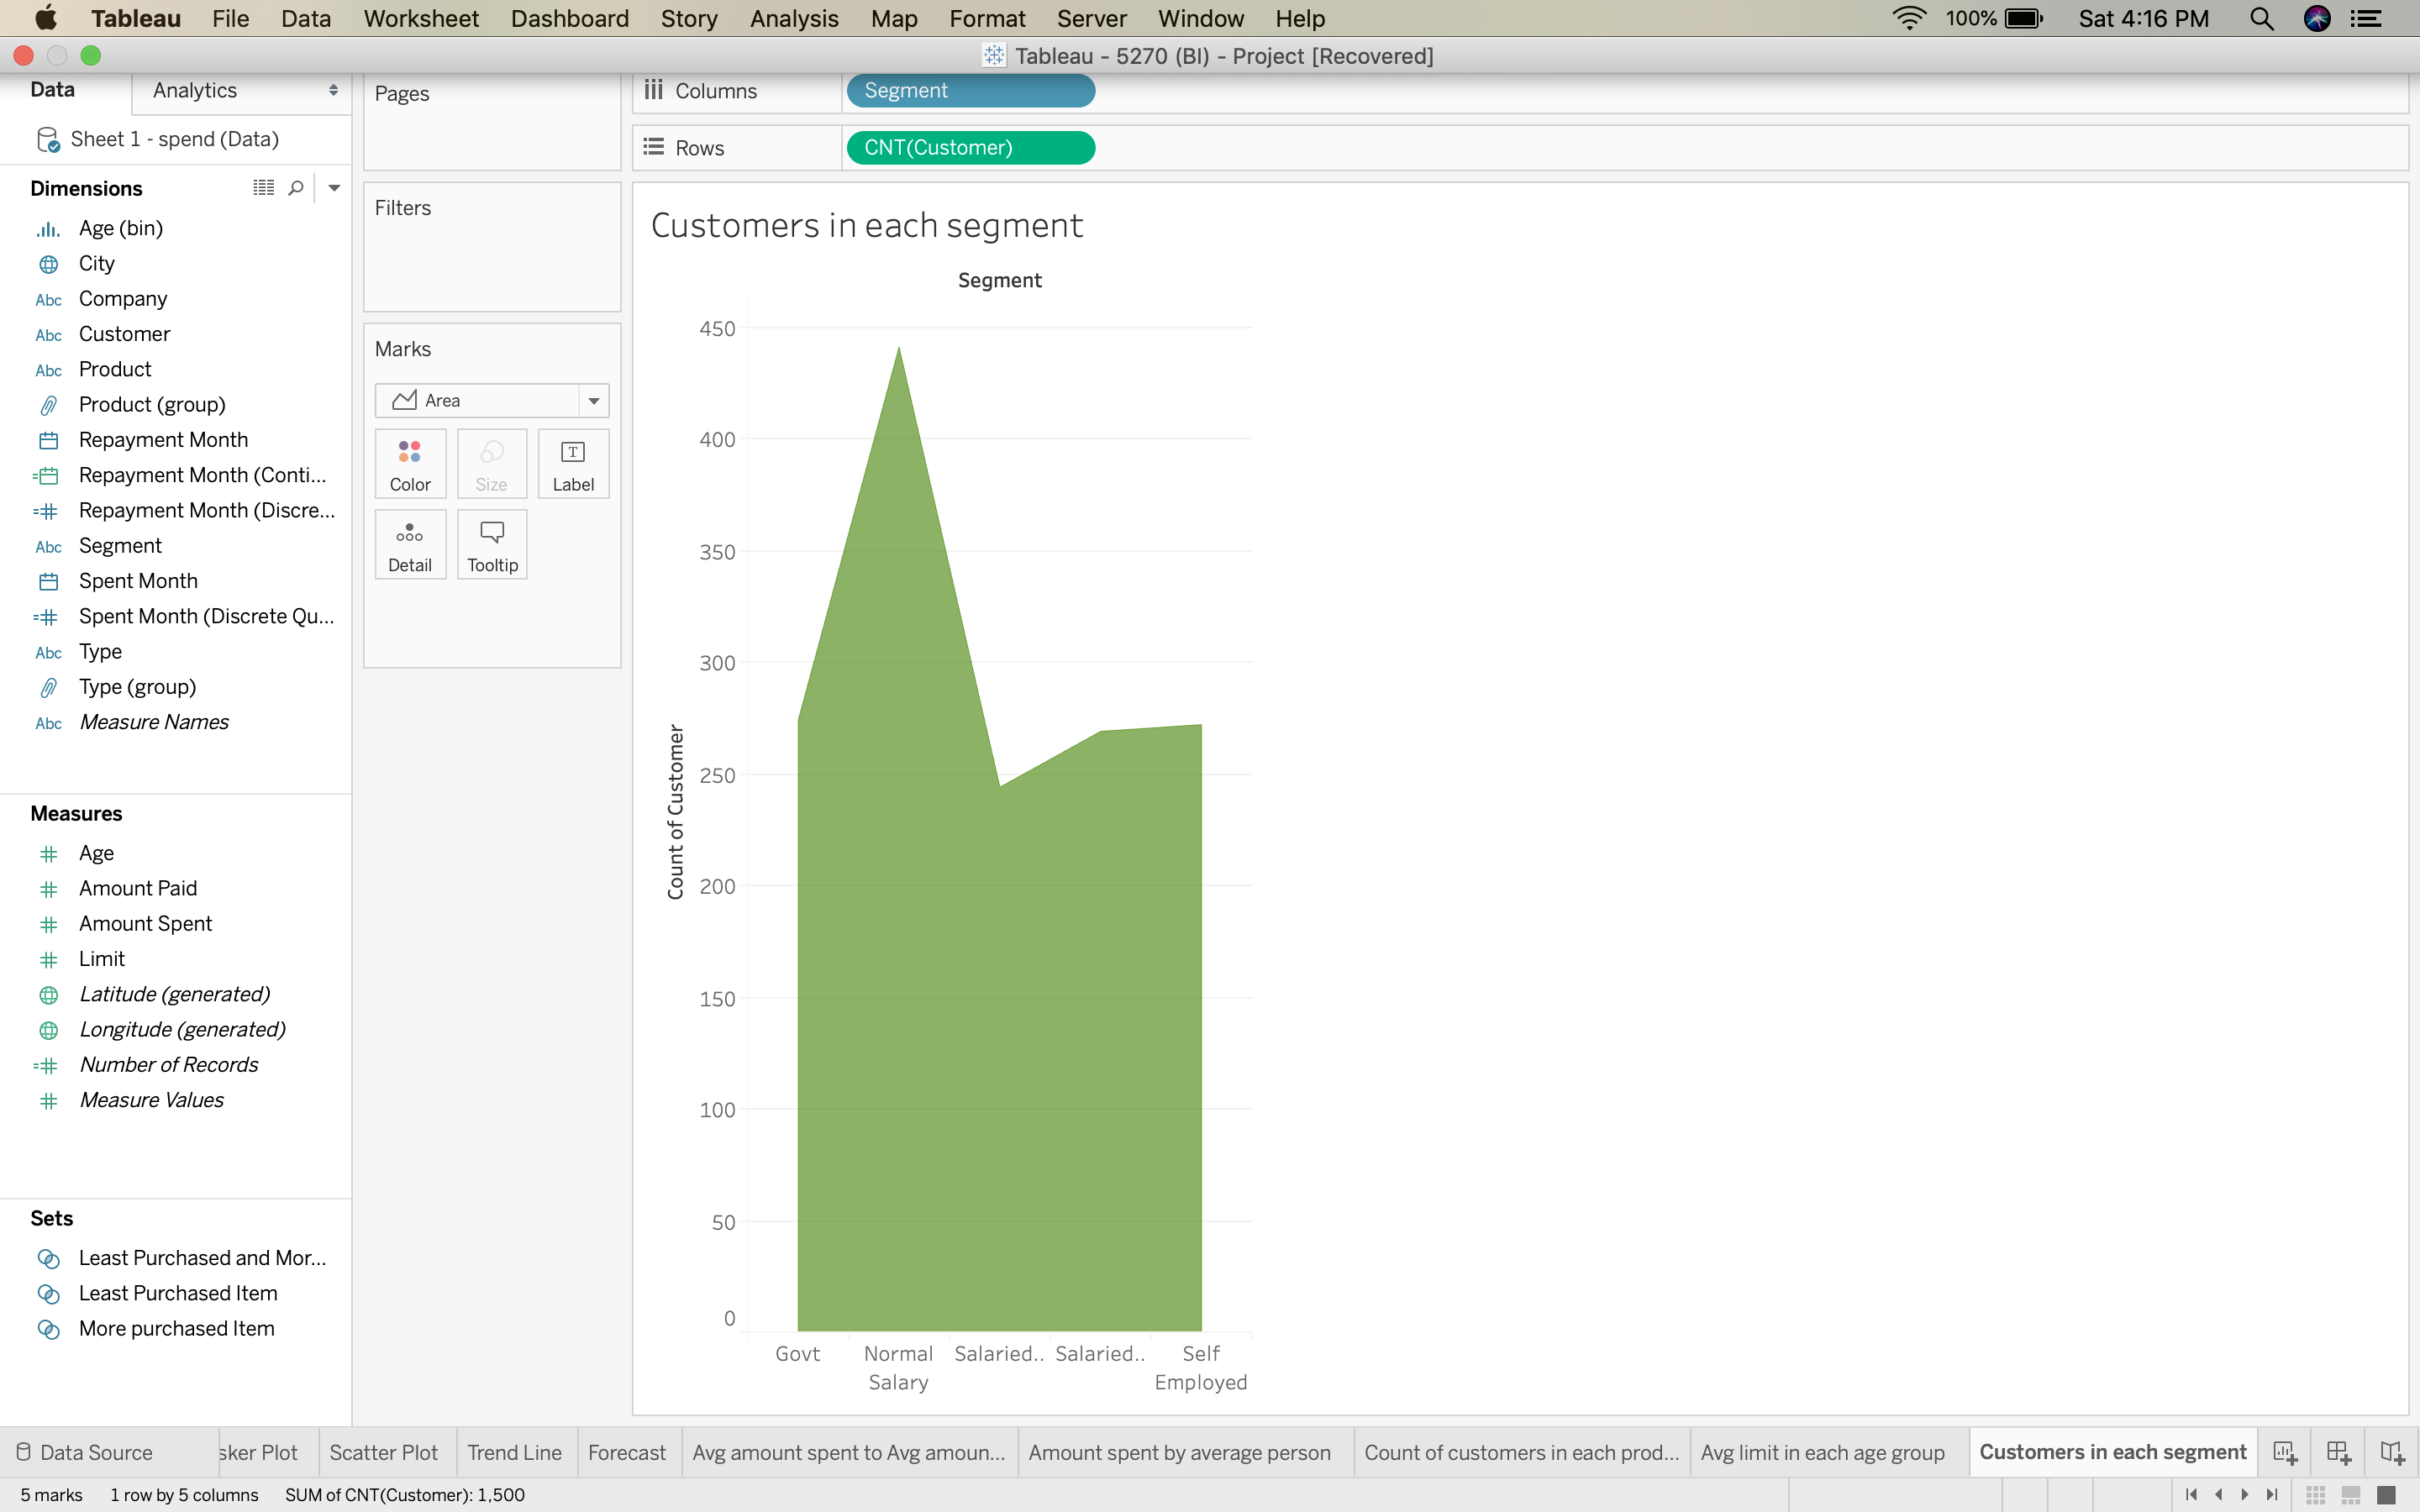 Tableau File Data Worksheet Dashboard Story Analysis Map Format Server Window Help 100% Sat 4:16 PM
Tableau - 5270 (BI) - Project [Recovered]
Data Analytics
Sheet 1 - spend (Data)
Dimensions
Age (bin)
City
Abc Company
Abc Customer
Abc Product
Product (group)
Repayment Month
Repayment Month (Conti...
Repayment Month (Discre...
Abc Segment
Spent Month
Spent Month (Discrete Qu...
Abc Type
Type (group)
Abc Measure Names
Measures
Age
Amount Paid
Amount Spent
Limit
Latitude (generated)
Longitude (generated)
Number of Records
Measure Values
Sets
Least Purchased and Mor...
Least Purchased Item
More purchased Item
Pages
Filters
Marks
Area
Color Size Label
Detail Tooltip
Columns Segment
Rows CNT(Customer)
Customers in each segment
Segment
450
400
350
300
250
200
150
100
50
0
Count of Customer
Govt Normal Salaried.. Salaried.. Self
Salary Employed
Data Source sker Plot Scatter Plot Trend Line Forecast Avg amount spent to Avg amoun... Amount spent by average person Count of customers in each prod... Avg limit in each age group Customers in each segment
5 marks 1 row by 5 columns SUM of CNT(Customer): 1,500